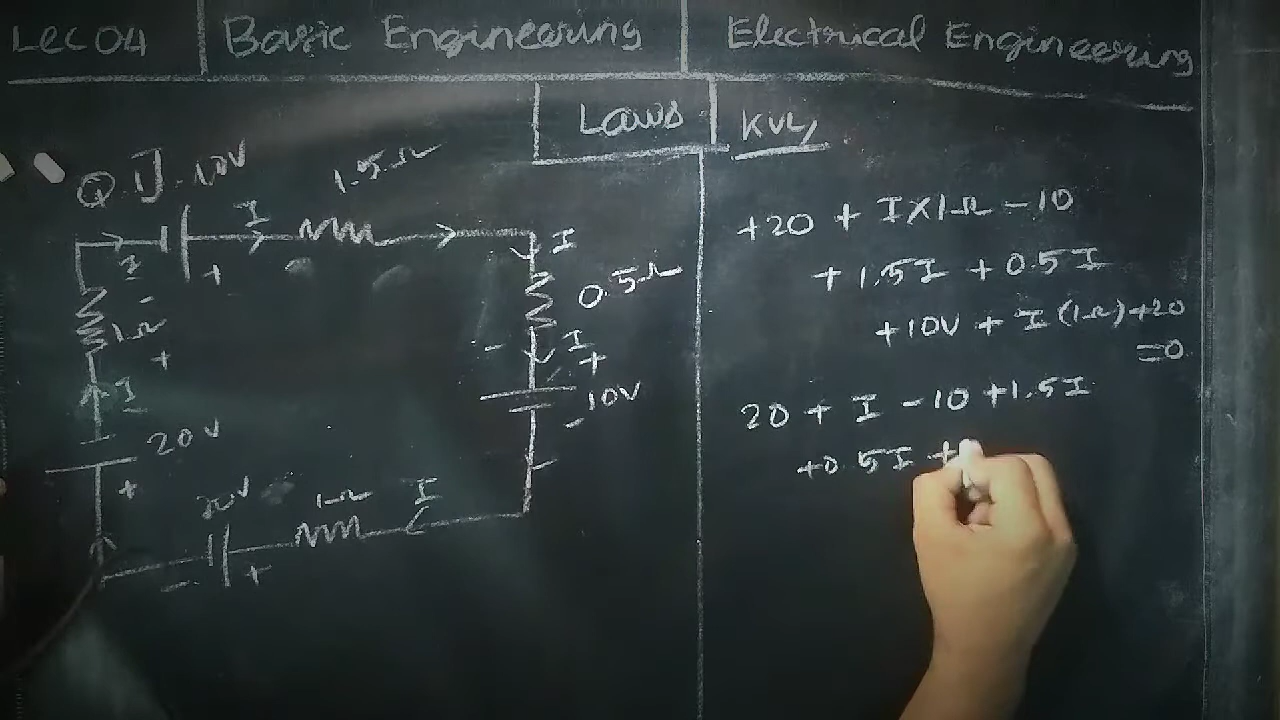 Lec 04
Basic Engineering
Electrical Engineering
Laws
KVL,
Q.1] 10V
1.5Ω
I
I
+
I
-
1Ω
+
0.5Ω
I
- I
+
10V
-
I
20V
+
20V
1Ω
I
- +
+20 + I×1Ω - 10
+ 1.5I + 0.5I
+10V + I(1Ω)+20
=0
20 + I - 10 +1.5I
+0.5I +